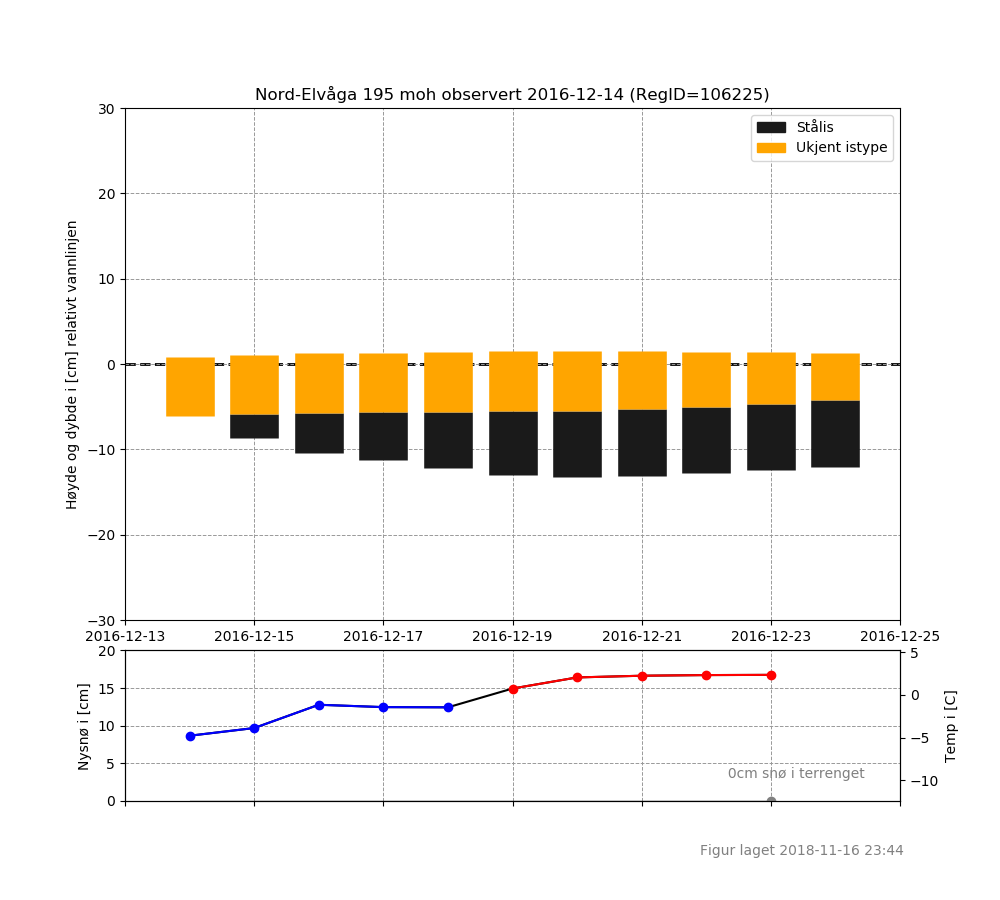 Nord-Elvåga 195 moh observert 2016-12-14 (RegID=106225)
Stålis
Ukjent istype
Høyde og dybde i [cm] relativt vannlinjen
30
20
10
0
−10
−20
−30
2016-12-13 2016-12-15 2016-12-17 2016-12-19 2016-12-21 2016-12-23 2016-12-25
Nysnø i [cm]
20
15
10
5
0
5
0
−5
−10
Temp i [C]
0cm snø i terrenget
Figur laget 2018-11-16 23:44